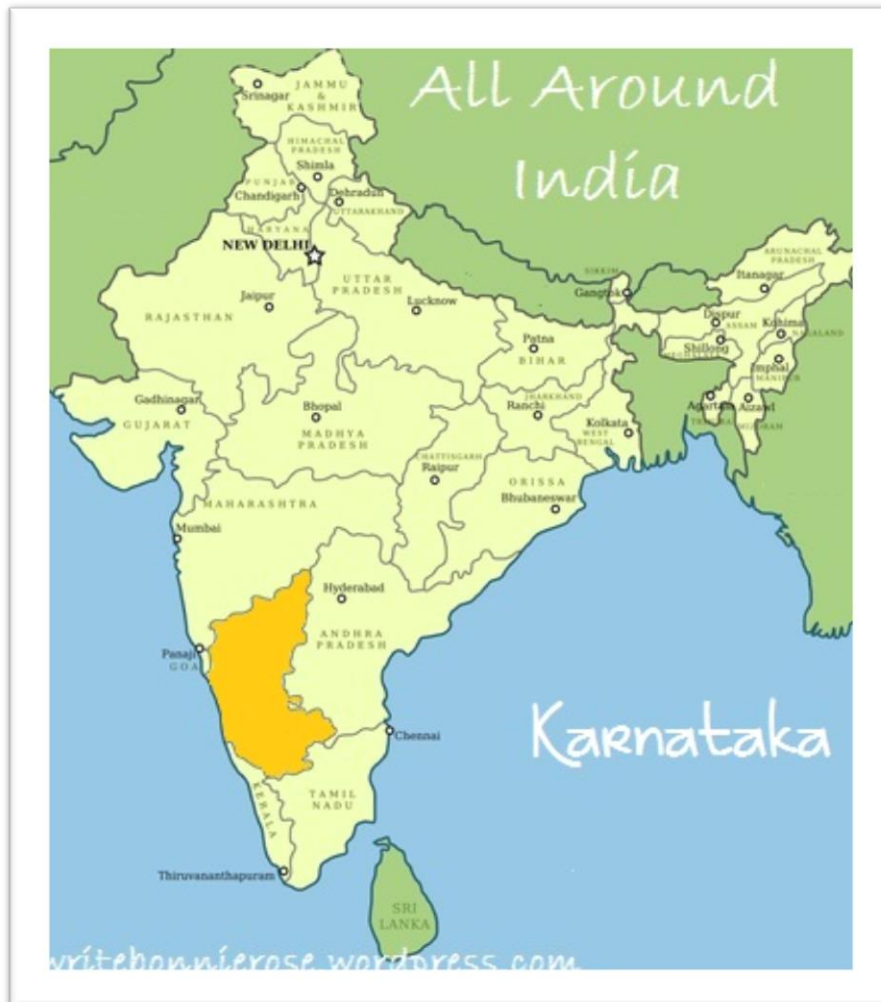 All Around
India
JAMMU
&
KASHMIR
Srinagar
HIMACHAL
PRADESH
Shimla
PUNJAB
Chandigarh
Dehradun
UTTARAKHAND
HARYANA
NEW DELHI
UTTAR
PRADESH
ARUNACHAL
PRADESH
SIKKIM
Itanagar
Gangtok
Jaipur
Lucknow
RAJASTHAN
Dispur
ASSAM
Kohima
NAGALAND
Patna
BIHAR
Shillong
Imphal
MANIPUR
Gadhinagar
GUJARAT
Bhopal
MADHYA
PRADESH
JHARKHAND
Ranchi
Kolkata
WEST
BENGAL
Agartala
Aizawl
MIZORAM
CHATTISGARH
Raipur
ORISSA
Bhubaneswar
MAHARASHTRA
Mumbai
Hyderabad
ANDHRA
PRADESH
Panaji
GOA
Karnataka
Chennai
KERALA
TAMIL
NADU
Thiruvananthapuram
SRI
LANKA
writebonnierose.wordpress.com